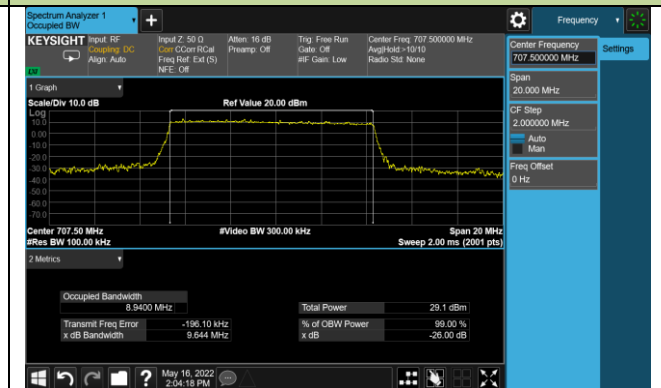 Spectrum Analyzer 1
Occupied BW
Frequency
KEYSIGHT
Input: RF
Coupling: DC
Align: Auto
Input Z: 50 Ω
Corr CCorr RCal
Freq Ref: Ext (S)
NFE: Off
Atten: 16 dB
Preamp: Off
Trig: Free Run
Gate: Off
#IF Gain: Low
Center Freq: 707.500000 MHz
Avg|Hold:>10/10
Radio Std: None
LW
Center Frequency
707.500000 MHz
Settings
Span
20.000 MHz
CF Step
2.000000 MHz
Auto
Man
Freq Offset
0 Hz
1 Graph
Scale/Div 10.0 dB
Ref Value 20.00 dBm
Log
10.0
0.00
-10.0
-20.0
-30.0
-40.0
-50.0
-60.0
-70.0
Center 707.50 MHz
#Video BW 300.00 kHz
Span 20 MHz
#Res BW 100.00 kHz
Sweep 2.00 ms (2001 pts)
2 Metrics
Occupied Bandwidth
8.9400 MHz
Total Power
29.1 dBm
Transmit Freq Error
-196.10 kHz
% of OBW Power
99.00 %
x dB Bandwidth
9.644 MHz
x dB
-26.00 dB
?
May 16, 2022
2:04:18 PM